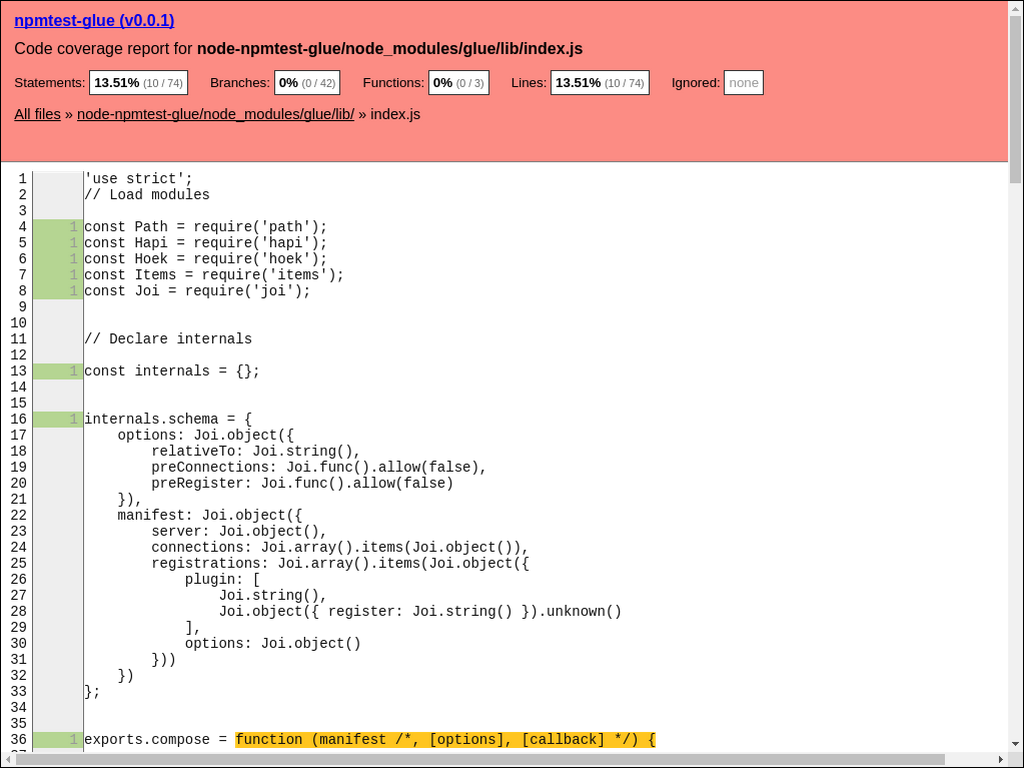 npmtest-glue (v0.0.1)
Code coverage report for node-npmtest-glue/node_modules/glue/lib/index.js
Statements: 13.51% (10 / 74) Branches: 0% (0 / 42) Functions: 0% (0 / 3) Lines: 13.51% (10 / 74) Ignored: none
All files » node-npmtest-glue/node_modules/glue/lib/ » index.js
1 'use strict';
2 // Load modules
3
4 1 const Path = require('path');
5 1 const Hapi = require('hapi');
6 1 const Hoek = require('hoek');
7 1 const Items = require('items');
8 1 const Joi = require('joi');
9
10
11 // Declare internals
12
13 1 const internals = {};
14
15
16 1 internals.schema = {
17     options: Joi.object({
18         relativeTo: Joi.string(),
19         preConnections: Joi.func().allow(false),
20         preRegister: Joi.func().allow(false)
21     }),
22     manifest: Joi.object({
23         server: Joi.object(),
24         connections: Joi.array().items(Joi.object()),
25         registrations: Joi.array().items(Joi.object({
26             plugin: [
27                 Joi.string(),
28                 Joi.object({ register: Joi.string() }).unknown()
29             ],
30             options: Joi.object()
31         }))
32     })
33 };
34
35
36 1 exports.compose = function (manifest /*, [options], [callback] */) {